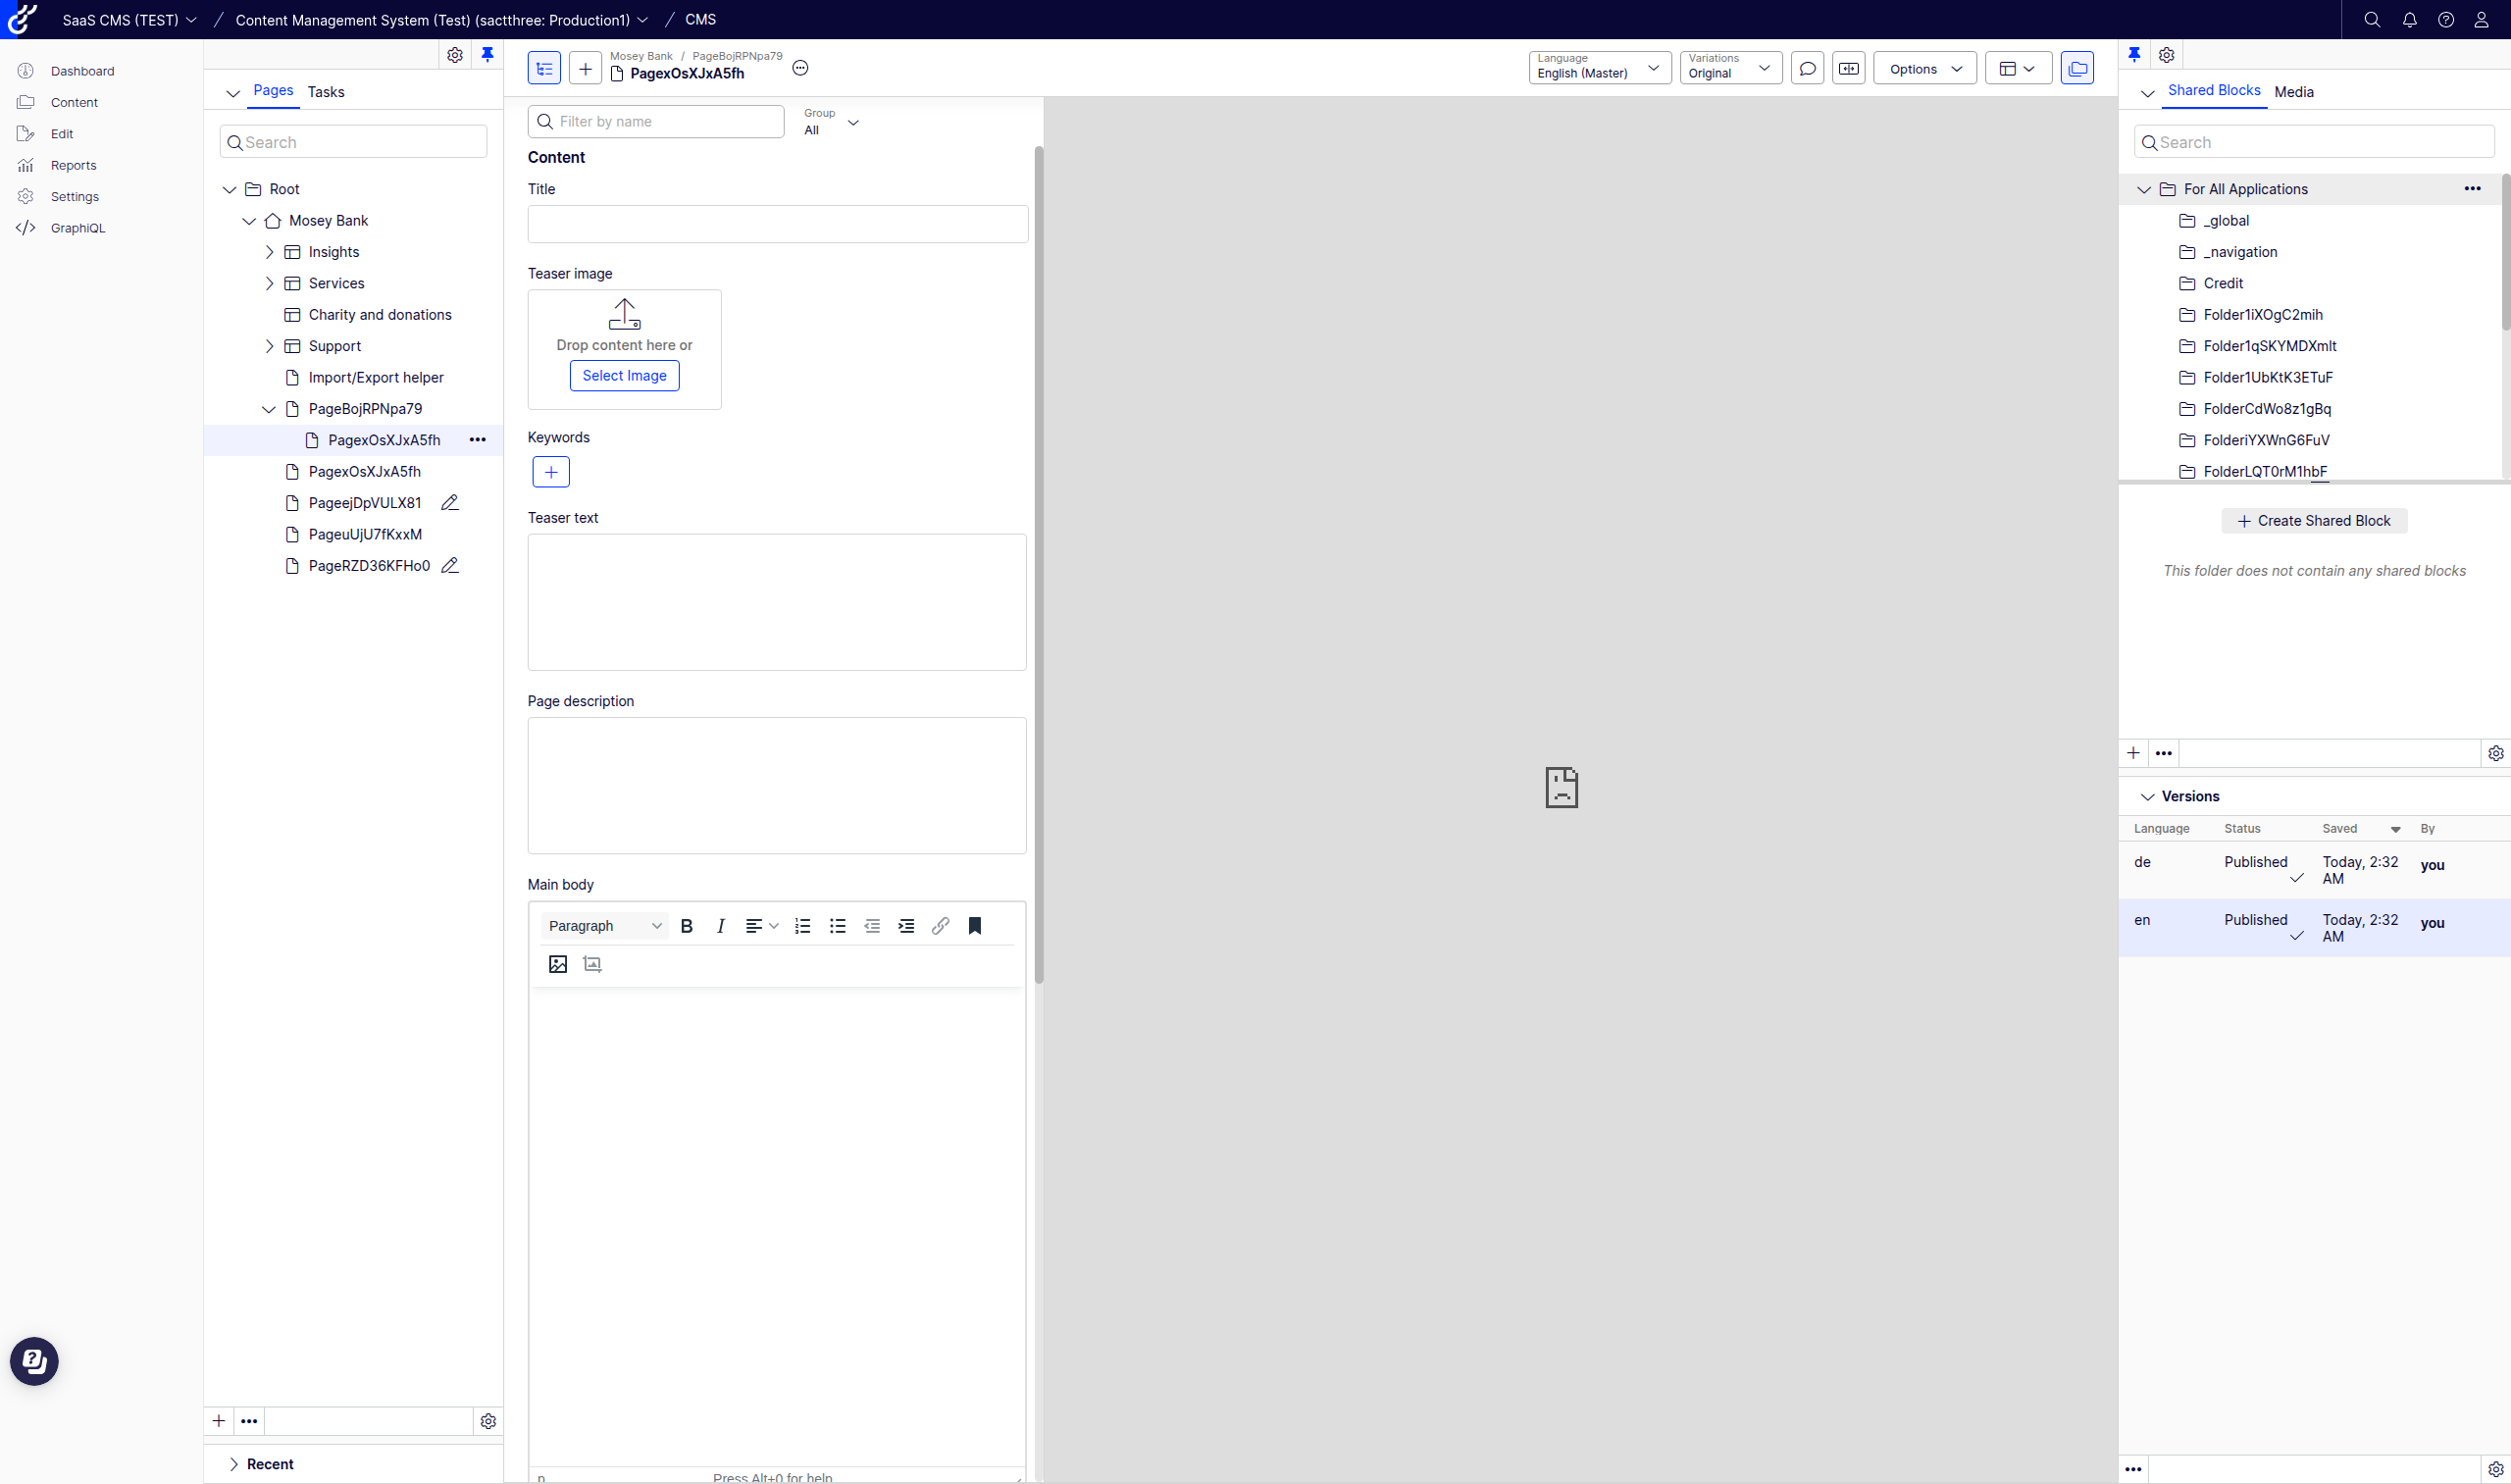 SaaS CMS (TEST) / Content Management System (Test) (sactthree: Production1) / CMS
Dashboard
Content
Edit
Reports
Settings
GraphiQL
Pages Tasks
Search
Root
Mosey Bank
Insights
Services
Charity and donations
Support
Import/Export helper
PageBojRPNpa79
PagexOsXJxA5fh
PagexOsXJxA5fh
PageejDpVULX81
PageuUjU7fKxxM
PageRZD36KFHo0
Recent
Mosey Bank / PageBojRPNpa79
PagexOsXJxA5fh
Language
English (Master)
Variations
Original
Options
Filter by name
Group
All
Content
Title
Teaser image
Drop content here or
Select Image
Keywords
Teaser text
Page description
Main body
Paragraph B I
p Press Alt+0 for help
Shared Blocks Media
Search
For All Applications
_global
_navigation
Credit
Folder1iXOgC2mih
Folder1qSKYMDXmlt
Folder1UbKtK3ETuF
FolderCdWo8z1gBq
FolderiYXWnG6FuV
FolderLQT0rM1hbF
Create Shared Block
This folder does not contain any shared blocks
Versions
Language Status Saved By
de Published Today, 2:32 AM you
en Published Today, 2:32 AM you